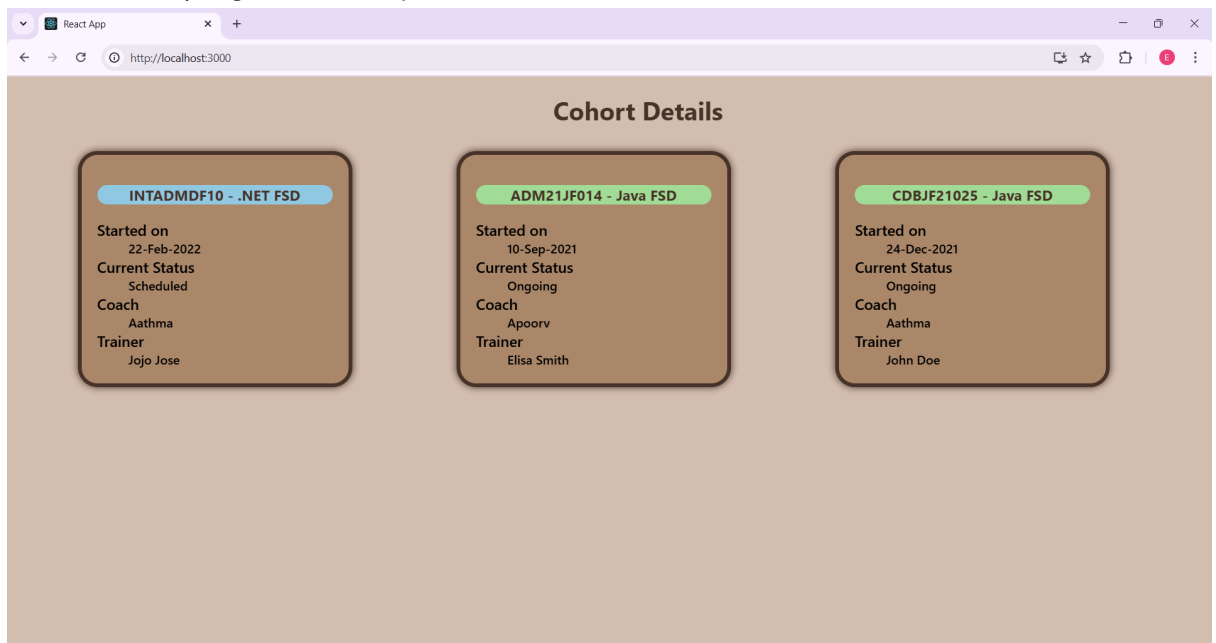 React App
http://localhost:3000
E
Cohort Details
INTADMDF10 - .NET FSD
Started on
22-Feb-2022
Current Status
Scheduled
Coach
Aathma
Trainer
Jojo Jose
ADM21JF014 - Java FSD
Started on
10-Sep-2021
Current Status
Ongoing
Coach
Apoorv
Trainer
Elisa Smith
CDBJF21025 - Java FSD
Started on
24-Dec-2021
Current Status
Ongoing
Coach
Aathma
Trainer
John Doe